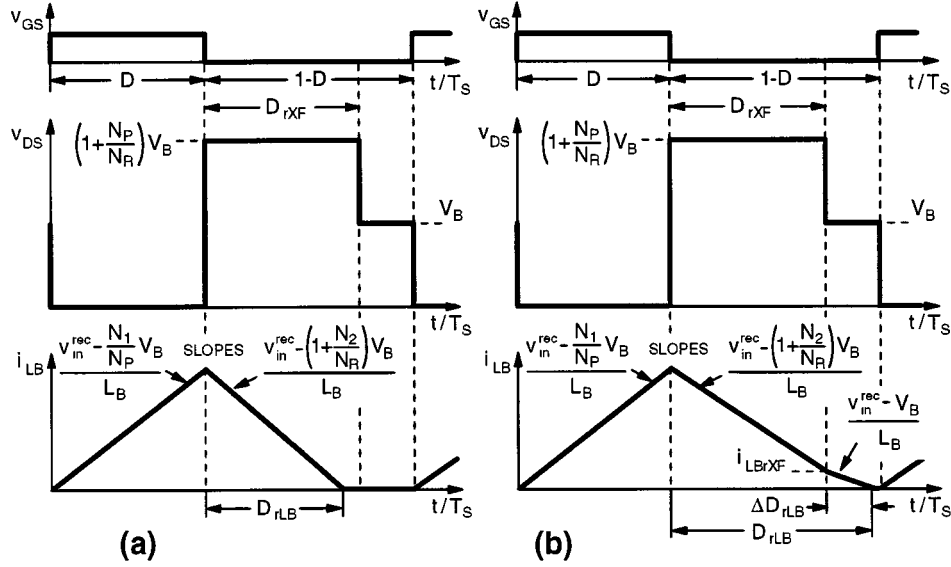 v_GS
D
1-D
t/T_S
D_rXF
v_DS
(1+N_P/N_R)V_B
V_B
t/T_S
i_LB
(v_in^rec - N_1/N_P V_B)/L_B
SLOPES
(v_in^rec - (1+N_2/N_R)V_B)/L_B
D_rLB
t/T_S
(a)
v_GS
D
1-D
t/T_S
D_rXF
v_DS
(1+N_P/N_R)V_B
V_B
t/T_S
i_LB
(v_in^rec - N_1/N_P V_B)/L_B
SLOPES
(v_in^rec - (1+N_2/N_R)V_B)/L_B
(v_in^rec - V_B)/L_B
i_LBrXF
ΔD_rLB
t/T_S
D_rLB
(b)